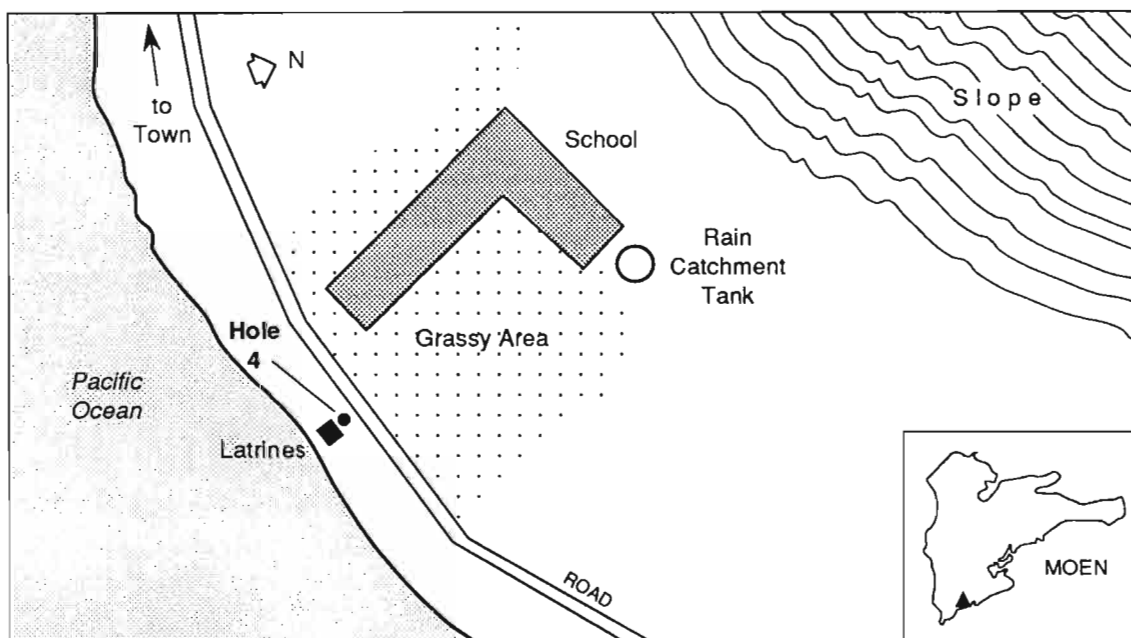 N
to
Town
School
Slope
Rain
Catchment
Tank
Hole
4
Grassy Area
Pacific
Ocean
Latrines
ROAD
MOEN